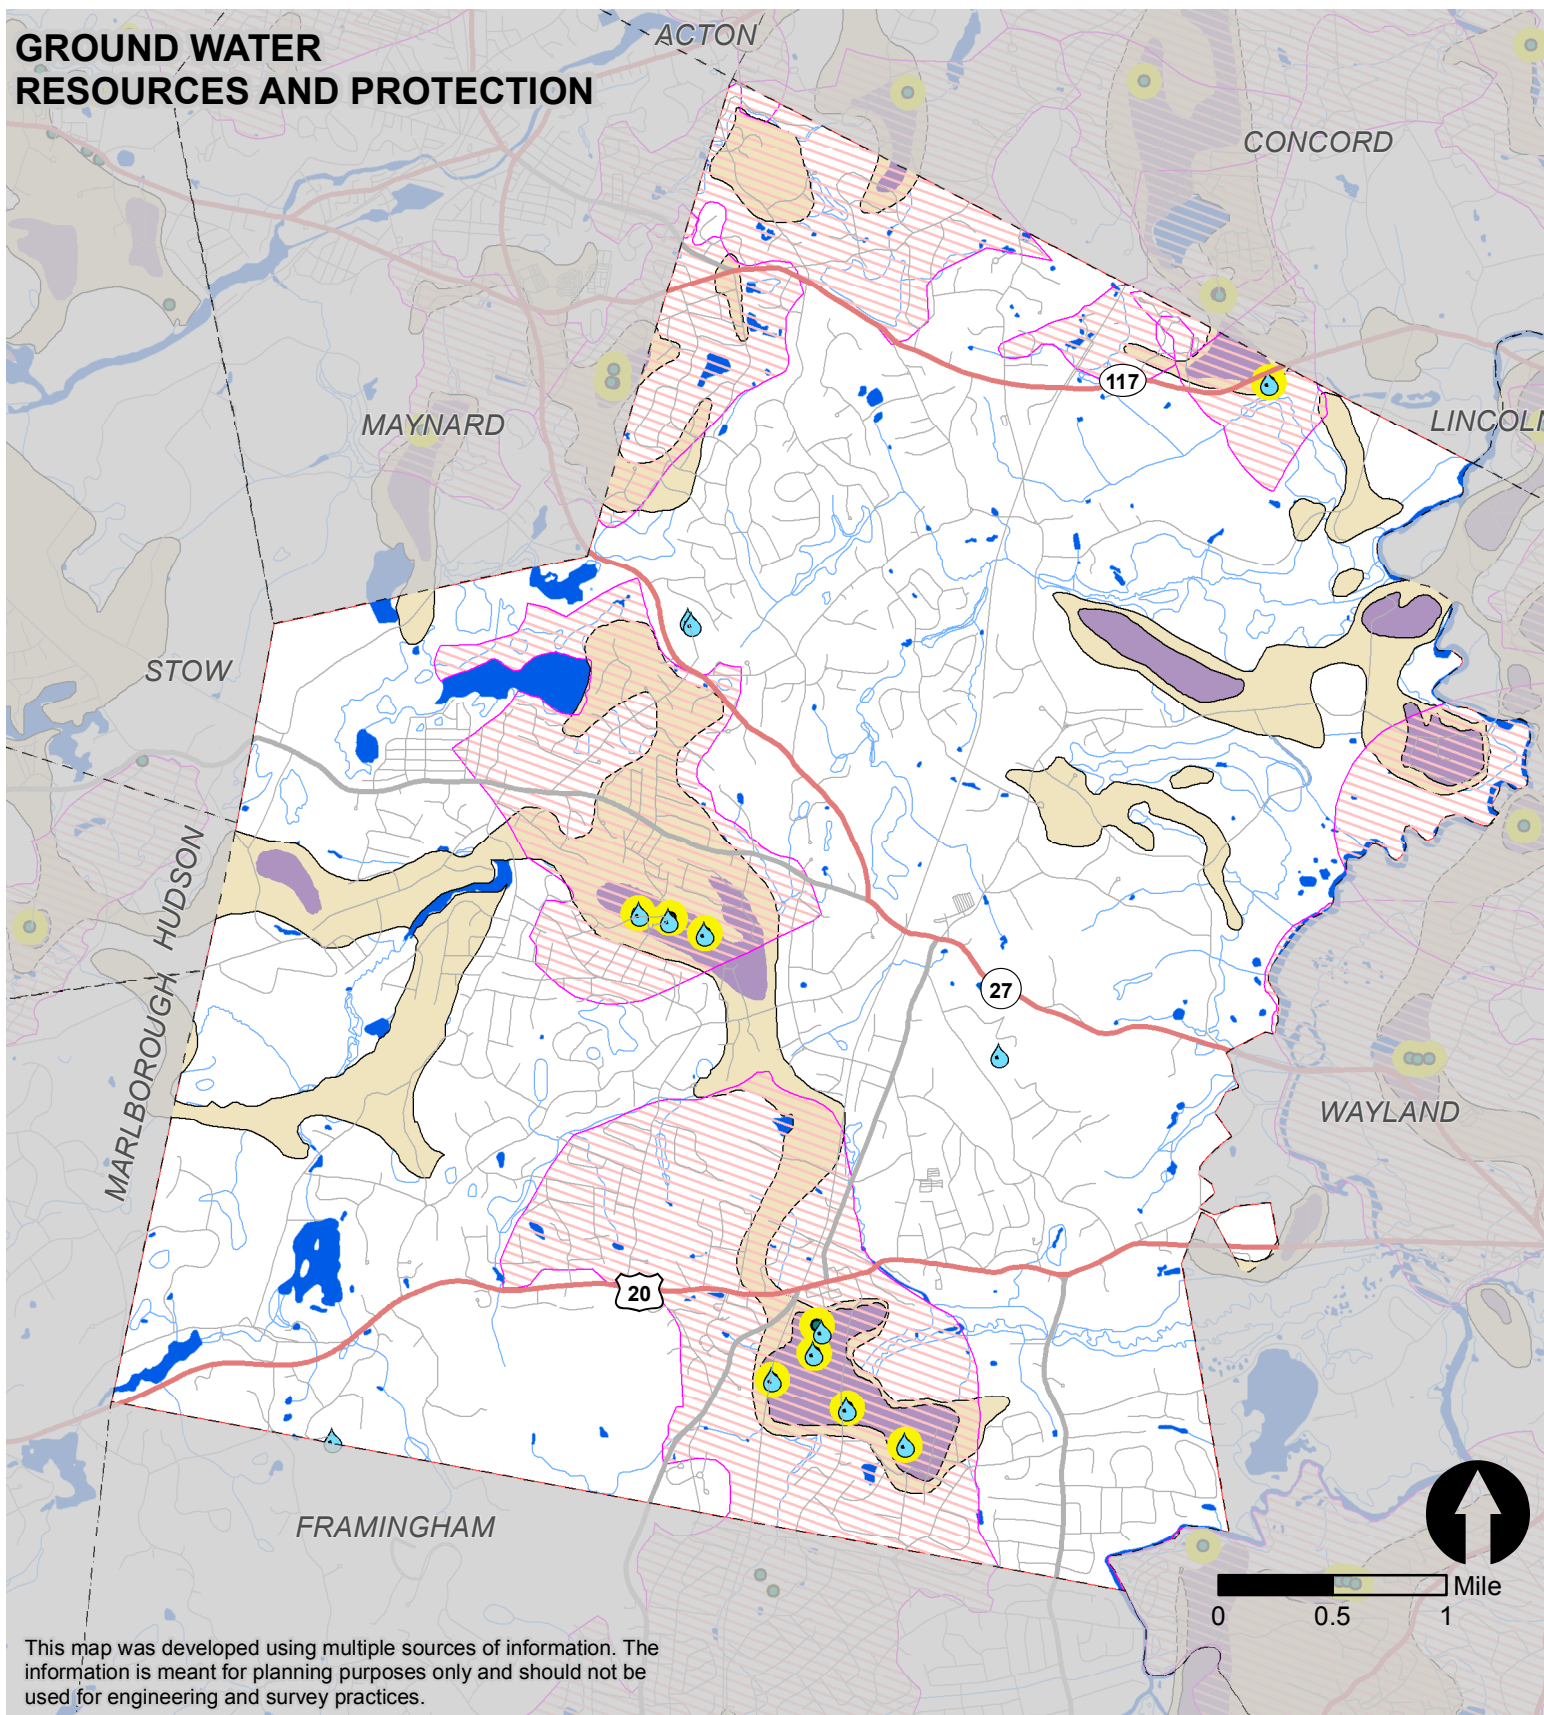 GROUND WATER
RESOURCES AND PROTECTION
ACTON
CONCORD
117
MAYNARD
LINCOLN
STOW
HUDSON
MARLBOROUGH
27
WAYLAND
20
FRAMINGHAM
Mile
0 0.5 1
This map was developed using multiple sources of information. The
information is meant for planning purposes only and should not be
used for engineering and survey practices.